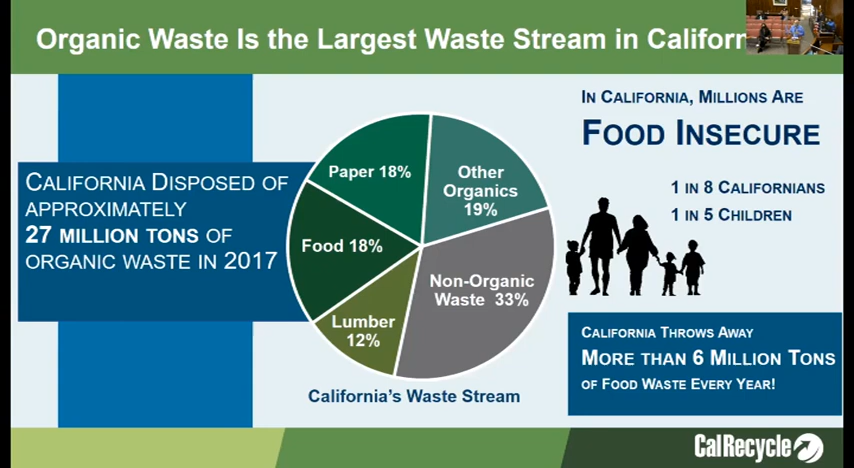 Organic Waste Is the Largest Waste Stream in Californ
CALIFORNIA DISPOSED OF
APPROXIMATELY
27 MILLION TONS OF
ORGANIC WASTE IN 2017
Paper 18%
Other
Organics
19%
Food 18%
Non-Organic
Waste 33%
Lumber
12%
California's Waste Stream
IN CALIFORNIA, MILLIONS ARE
FOOD INSECURE
1 IN 8 CALIFORNIANS
1 IN 5 CHILDREN
CALIFORNIA THROWS AWAY
MORE THAN 6 MILLION TONS
OF FOOD WASTE EVERY YEAR!
CalRecycle